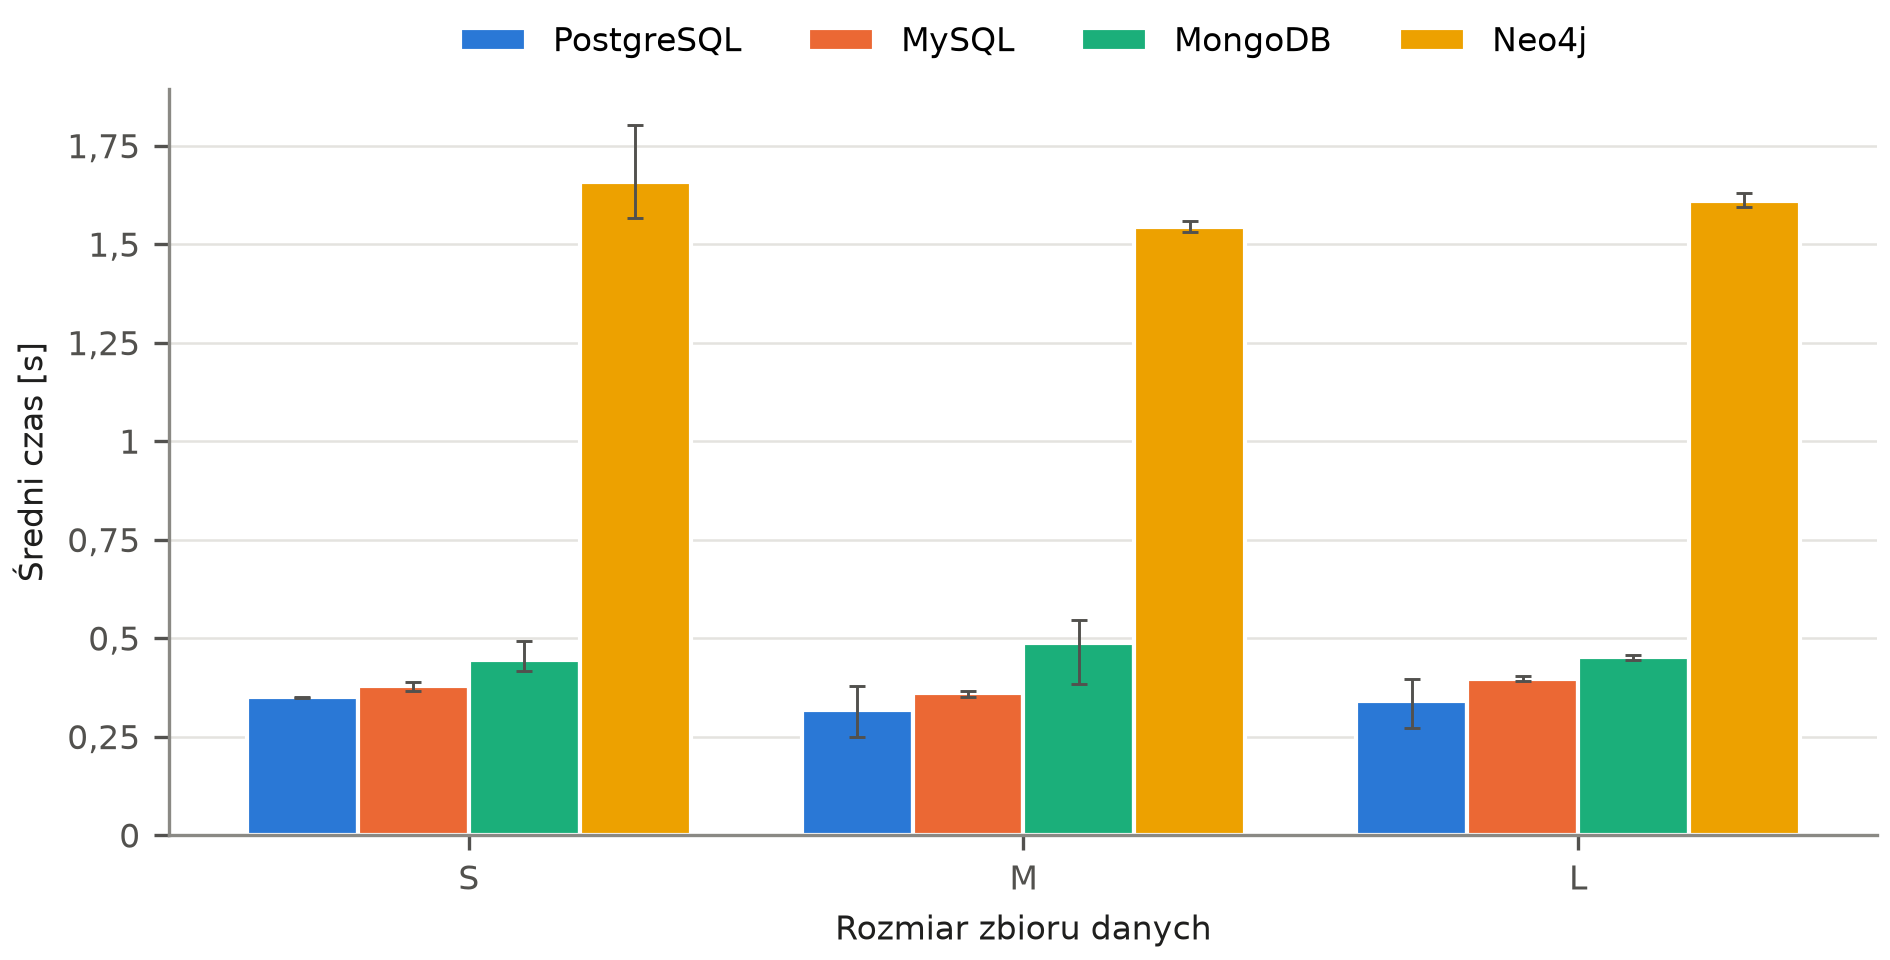 PostgreSQL MySQL MongoDB Neo4j
Średni czas [s]
1,75
1,5
1,25
1
0,75
0,5
0,25
0
S M L
Rozmiar zbioru danych